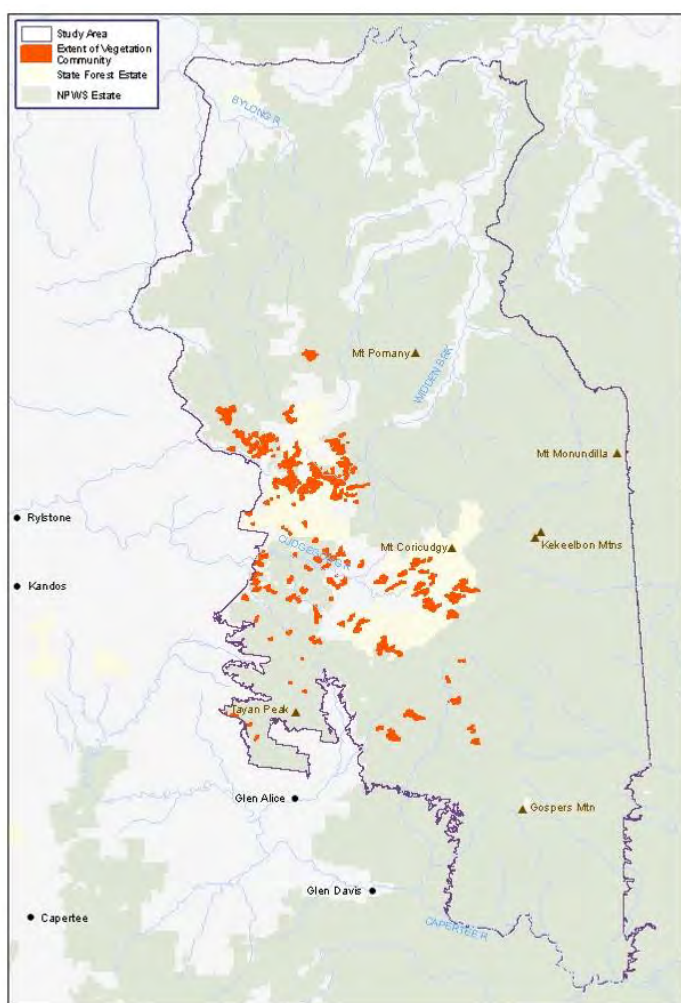 Study Area
Extent of Vegetation
Community
State Forest Estate
NPWS Estate
BYLONG R
Mt Pomany
WIDDEN BRK
Mt Monundilla
Rylstone
Kekeelbon Mtns
Mt Coricudgy
Kandos
Tayan Peak
Glen Alice
Gospers Mtn
Glen Davis
Capertee
CAPERTEE R